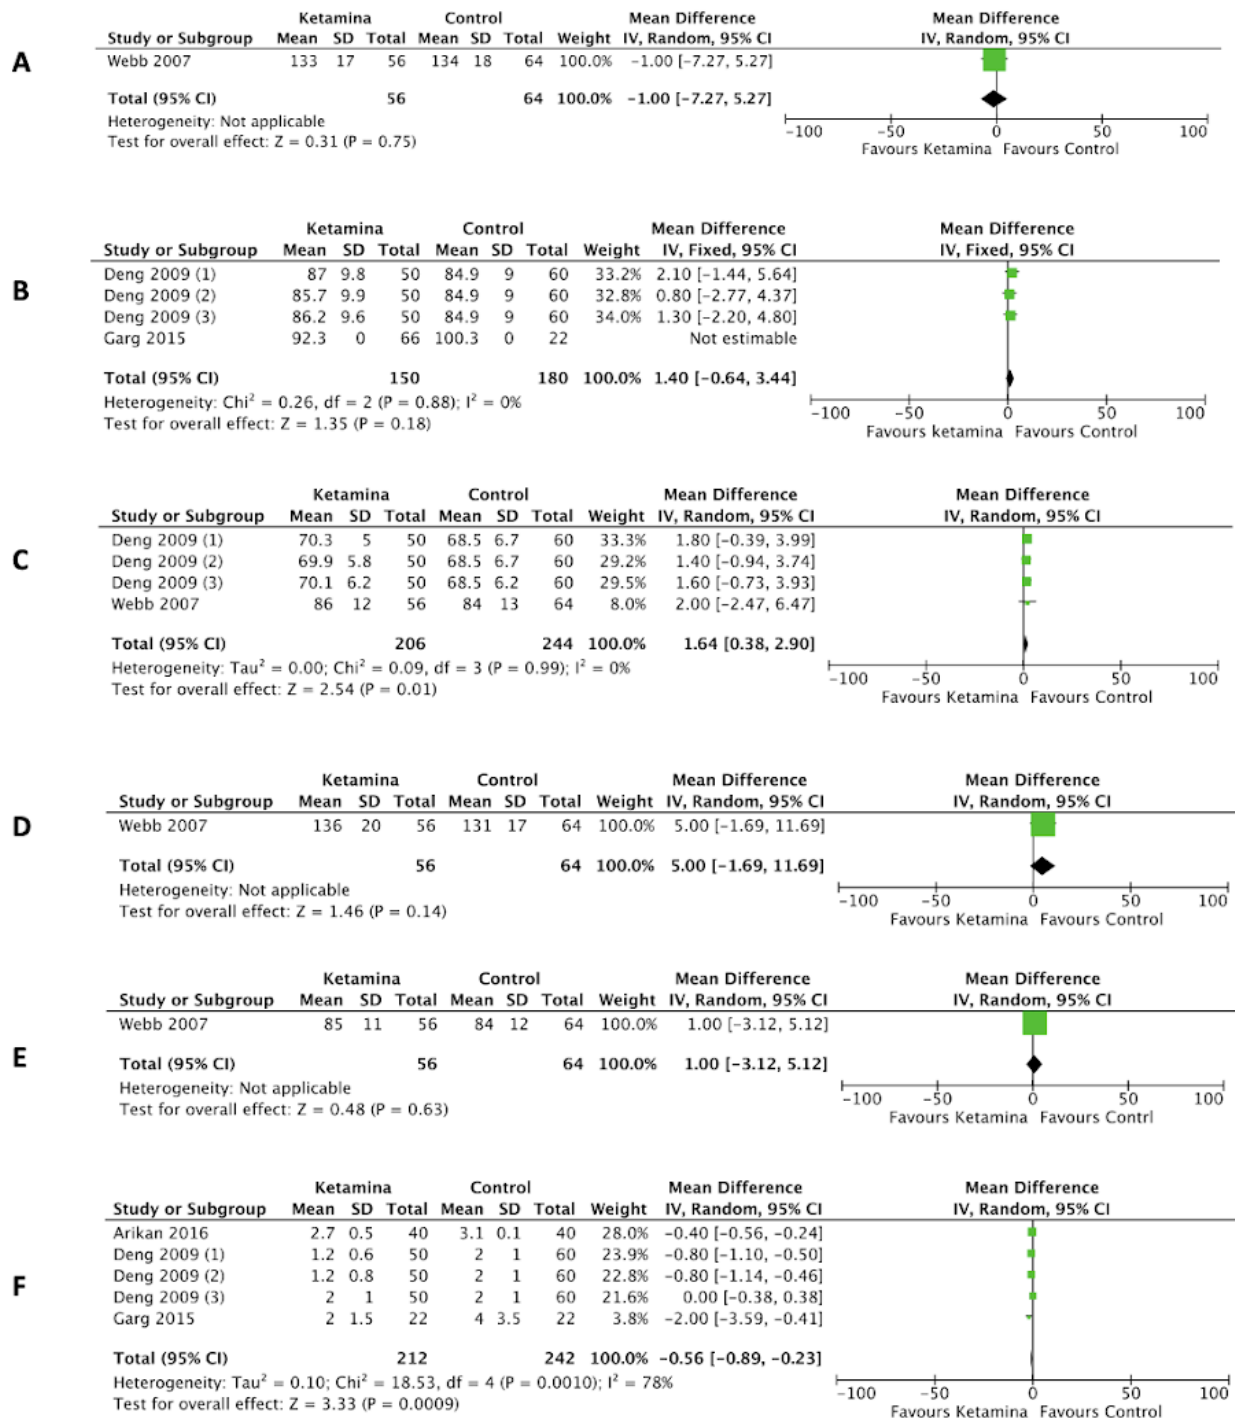 A
Ketamina Control Mean Difference Mean Difference
Study or Subgroup Mean SD Total Mean SD Total Weight IV, Random, 95% CI IV, Random, 95% CI
Webb 2007 133 17 56 134 18 64 100.0% −1.00 [−7.27, 5.27]
Total (95% CI) 56 64 100.0% −1.00 [−7.27, 5.27]
Heterogeneity: Not applicable
Test for overall effect: Z = 0.31 (P = 0.75)
−100 −50 0 50 100
Favours Ketamina Favours Control
B
Ketamina Control Mean Difference Mean Difference
Study or Subgroup Mean SD Total Mean SD Total Weight IV, Fixed, 95% CI IV, Fixed, 95% CI
Deng 2009 (1) 87 9.8 50 84.9 9 60 33.2% 2.10 [−1.44, 5.64]
Deng 2009 (2) 85.7 9.9 50 84.9 9 60 32.8% 0.80 [−2.77, 4.37]
Deng 2009 (3) 86.2 9.6 50 84.9 9 60 34.0% 1.30 [−2.20, 4.80]
Garg 2015 92.3 0 66 100.3 0 22 Not estimable
Total (95% CI) 150 180 100.0% 1.40 [−0.64, 3.44]
Heterogeneity: Chi² = 0.26, df = 2 (P = 0.88); I² = 0%
Test for overall effect: Z = 1.35 (P = 0.18)
−100 −50 0 50 100
Favours ketamina Favours Control
C
Ketamina Control Mean Difference Mean Difference
Study or Subgroup Mean SD Total Mean SD Total Weight IV, Random, 95% CI IV, Random, 95% CI
Deng 2009 (1) 70.3 5 50 68.5 6.7 60 33.3% 1.80 [−0.39, 3.99]
Deng 2009 (2) 69.9 5.8 50 68.5 6.7 60 29.2% 1.40 [−0.94, 3.74]
Deng 2009 (3) 70.1 6.2 50 68.5 6.2 60 29.5% 1.60 [−0.73, 3.93]
Webb 2007 86 12 56 84 13 64 8.0% 2.00 [−2.47, 6.47]
Total (95% CI) 206 244 100.0% 1.64 [0.38, 2.90]
Heterogeneity: Tau² = 0.00; Chi² = 0.09, df = 3 (P = 0.99); I² = 0%
Test for overall effect: Z = 2.54 (P = 0.01)
−100 −50 0 50 100
Favours Ketamina Favours Control
D
Ketamina Control Mean Difference Mean Difference
Study or Subgroup Mean SD Total Mean SD Total Weight IV, Random, 95% CI IV, Random, 95% CI
Webb 2007 136 20 56 131 17 64 100.0% 5.00 [−1.69, 11.69]
Total (95% CI) 56 64 100.0% 5.00 [−1.69, 11.69]
Heterogeneity: Not applicable
Test for overall effect: Z = 1.46 (P = 0.14)
−100 −50 0 50 100
Favours Ketamina Favours Control
E
Ketamina Control Mean Difference Mean Difference
Study or Subgroup Mean SD Total Mean SD Total Weight IV, Random, 95% CI IV, Random, 95% CI
Webb 2007 85 11 56 84 12 64 100.0% 1.00 [−3.12, 5.12]
Total (95% CI) 56 64 100.0% 1.00 [−3.12, 5.12]
Heterogeneity: Not applicable
Test for overall effect: Z = 0.48 (P = 0.63)
−100 −50 0 50 100
Favours Ketamina Favours Contrl
F
Ketamina Control Mean Difference Mean Difference
Study or Subgroup Mean SD Total Mean SD Total Weight IV, Random, 95% CI IV, Random, 95% CI
Arikan 2016 2.7 0.5 40 3.1 0.1 40 28.0% −0.40 [−0.56, −0.24]
Deng 2009 (1) 1.2 0.6 50 2 1 60 23.9% −0.80 [−1.10, −0.50]
Deng 2009 (2) 1.2 0.8 50 2 1 60 22.8% −0.80 [−1.14, −0.46]
Deng 2009 (3) 2 1 50 2 1 60 21.6% 0.00 [−0.38, 0.38]
Garg 2015 2 1.5 22 4 3.5 22 3.8% −2.00 [−3.59, −0.41]
Total (95% CI) 212 242 100.0% −0.56 [−0.89, −0.23]
Heterogeneity: Tau² = 0.10; Chi² = 18.53, df = 4 (P = 0.0010); I² = 78%
Test for overall effect: Z = 3.33 (P = 0.0009)
−100 −50 0 50 100
Favours Ketamina Favours Control